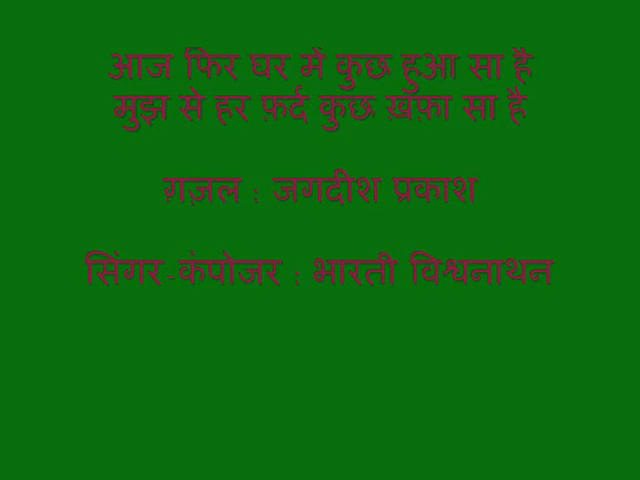 आज फिर घर में कुछ हुआ सा है
मुझ से हर फ़र्द कुछ ख़फ़ा सा है
ग़ज़ल : जगदीश प्रकाश
सिंगर-कंपोजर : भारती विश्वनाथन